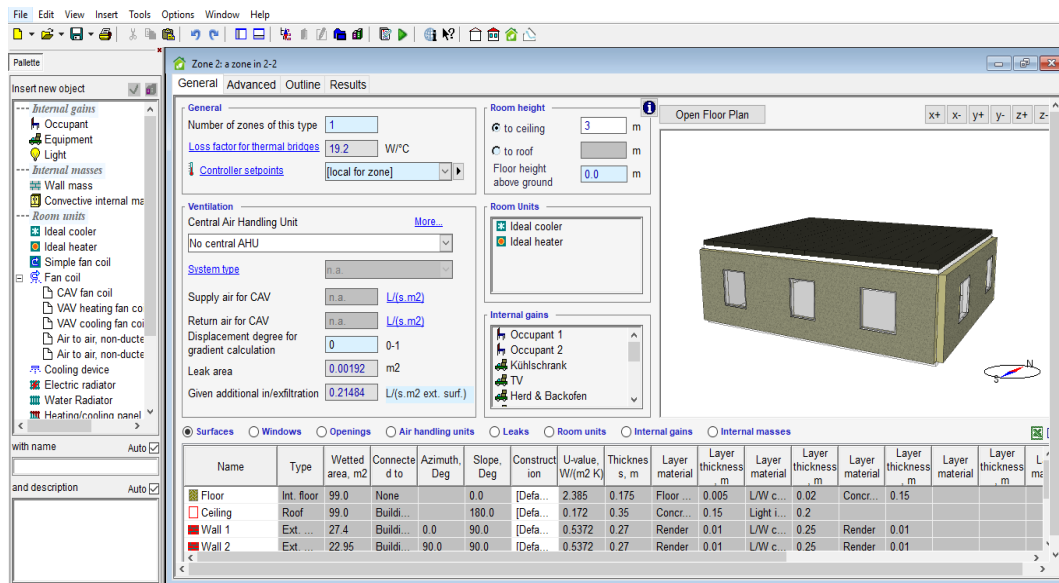 File Edit View Insert Tools Options Window Help
Pallette
Insert new object
--- Internal gains
Occupant
Equipment
Light
--- Internal masses
Wall mass
Convective internal ma
--- Room units
Ideal cooler
Ideal heater
Simple fan coil
Fan coil
CAV fan coil
VAV heating fan co
VAV cooling fan coi
Air to air, non-ducte
Air to air, non-ducte
Cooling device
Electric radiator
Water Radiator
Heating/cooling panel
with name Auto
and description Auto
Zone 2: a zone in 2-2
General Advanced Outline Results
General
Number of zones of this type 1
Loss factor for thermal bridges 19.2 W/°C
Controller setpoints [local for zone]
Room height
to ceiling 3 m
to roof m
Floor height above ground 0.0 m
Open Floor Plan x+ x- y+ y- z+ z-
Ventilation
Central Air Handling Unit More...
No central AHU
System type n.a.
Supply air for CAV n.a. L/(s.m2)
Return air for CAV n.a. L/(s.m2)
Displacement degree for
gradient calculation 0 0-1
Leak area 0.00192 m2
Given additional in/exfiltration 0.21484 L/(s.m2 ext. surf.)
Room Units
Ideal cooler
Ideal heater
Internal gains
Occupant 1
Occupant 2
Kühlschrank
TV
Herd & Backofen
N
S
Surfaces Windows Openings Air handling units Leaks Room units Internal gains Internal masses
Name Type Wetted area, m2 Connecte d to Azimuth, Deg Slope, Deg Construct ion U-value, W/(m2 K) Thicknes s, m Layer material Layer thickness , m Layer material Layer thickness , m Layer material Layer thickness , m Layer material Layer thickness , m
Floor Int. floor 99.0 None 0.0 [Defa... 2.385 0.175 Floor ... 0.005 L/W c... 0.02 Concr... 0.15
Ceiling Roof 99.0 Buildi... 180.0 [Defa... 0.172 0.35 Concr... 0.15 Light i... 0.2
Wall 1 Ext. ... 27.4 Buildi... 0.0 90.0 [Defa... 0.5372 0.27 Render 0.01 L/W c... 0.25 Render 0.01
Wall 2 Ext. ... 22.95 Buildi... 90.0 90.0 [Defa... 0.5372 0.27 Render 0.01 L/W c... 0.25 Render 0.01